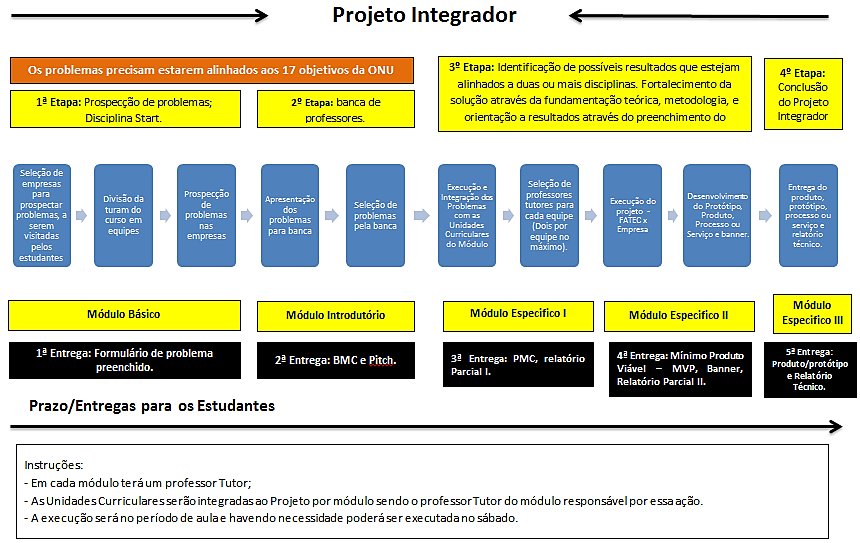 Projeto Integrador
Os problemas precisam estarem alinhados aos 17 objetivos da ONU
1ª Etapa: Prospecção de problemas;
Disciplina Start.
2º Etapa: banca de
professores.
3º Etapa: Identificação de possíveis resultados que estejam
alinhados a duas ou mais disciplinas. Fortalecimento da
solução através da fundamentação teórica, metodologia, e
orientação a resultados através do preenchimento do
4º Etapa:
Conclusão
do Projeto
Integrador
Seleção de
empresas
para
prospectar
problemas, a
serem
visitadas
pelos
estudantes
Divisão da
turam do curso
em equipes
Prospecção
de
problemas
nas
empresas
Apresentação
dos
problemas
para banca
Seleção de
problemas
pela banca
Execução e
Integração dos
Problemas
com as
Unidades
Curriculares
do Módulo
Seleção de
professores
tutores para
cada equipe
(Dois por
equipe no
máximo).
Execução do
projeto -
FATEC x
Empresa
Desenvolvimento
do Protótipo,
Produto,
Processo ou
Serviço e banner.
Entrega do
produto,
protótipo,
processo ou
serviço e
relatório
técnico.
Módulo Básico
Módulo Introdutório
Módulo Especifico I
Módulo Especifico II
Módulo
Especifico III
1ª Entrega: Formulário de problema
preenchido.
2ª Entrega: BMC e Pitch.
3ª Entrega: PMC, relatório
Parcial I.
4ª Entrega: Mínimo Produto
Viável – MVP, Banner,
Relatório Parcial II.
5ª Entrega:
Produto/protótipo
e Relatório
Técnico.
Prazo/Entregas para os Estudantes
Instruções:
- Em cada módulo terá um professor Tutor;
- As Unidades Curriculares serão integradas ao Projeto por módulo sendo o professor Tutor do módulo responsável por essa ação.
- A execução será no período de aula e havendo necessidade poderá ser executada no sábado.